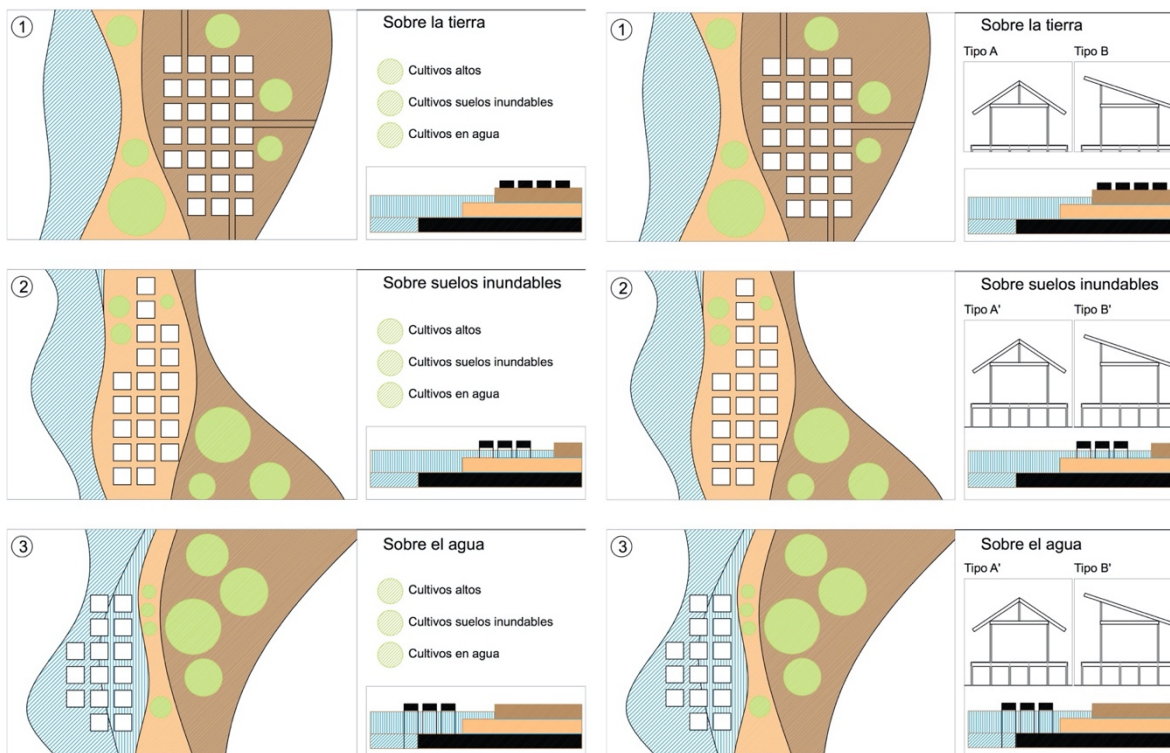 1
Sobre la tierra
Cultivos altos
Cultivos suelos inundables
Cultivos en agua
1
Sobre la tierra
Tipo A
Tipo B
2
Sobre suelos inundables
Cultivos altos
Cultivos suelos inundables
Cultivos en agua
2
Sobre suelos inundables
Tipo A'
Tipo B'
3
Sobre el agua
Cultivos altos
Cultivos suelos inundables
Cultivos en agua
3
Sobre el agua
Tipo A'
Tipo B'